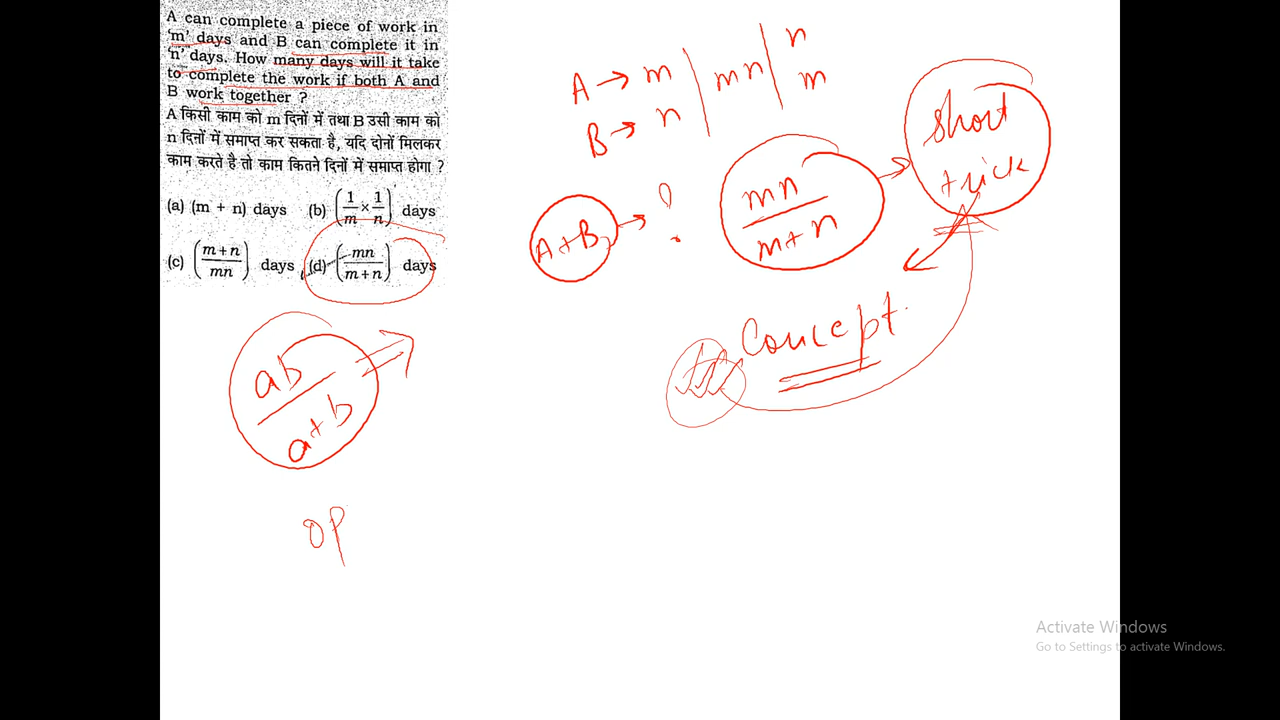 A can complete a piece of work in
'm' days and B can complete it in
'n' days. How many days will it take
to complete the work if both A and
B work together ?
A किसी काम को m दिनों में तथा B उसी काम को
n दिनों में समाप्त कर सकता है, यदि दोनों मिलकर
काम करते है तो काम कितने दिनों में समाप्त होगा ?
(a) (m + n) days (b) (1/m × 1/n) days
(c) (m + n / mn) days (d) (mn / m + n) days
A → m | mn | n
B → n | m
A+B → ?
mn
m+n
→ short
trick
Concept
ab
a+b
OP
Activate Windows
Go to Settings to activate Windows.